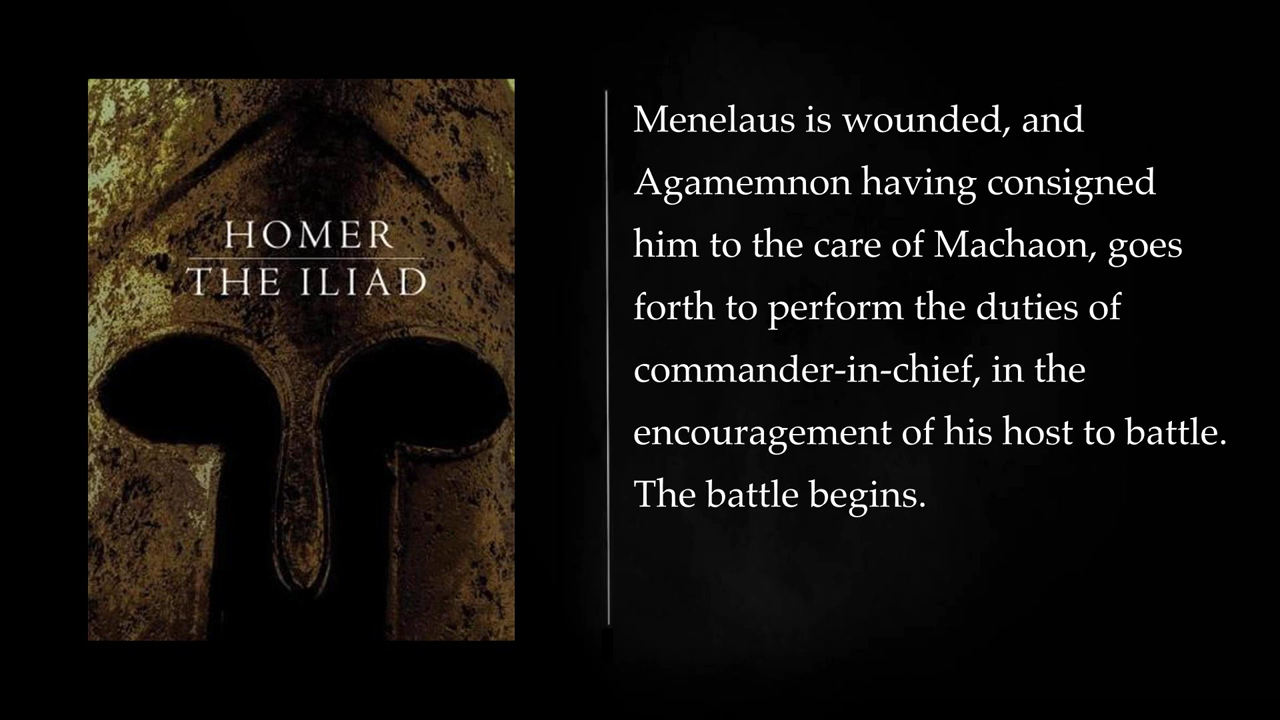 HOMER
THE ILIAD
Menelaus is wounded, and
Agamemnon having consigned
him to the care of Machaon, goes
forth to perform the duties of
commander-in-chief, in the
encouragement of his host to battle.
The battle begins.